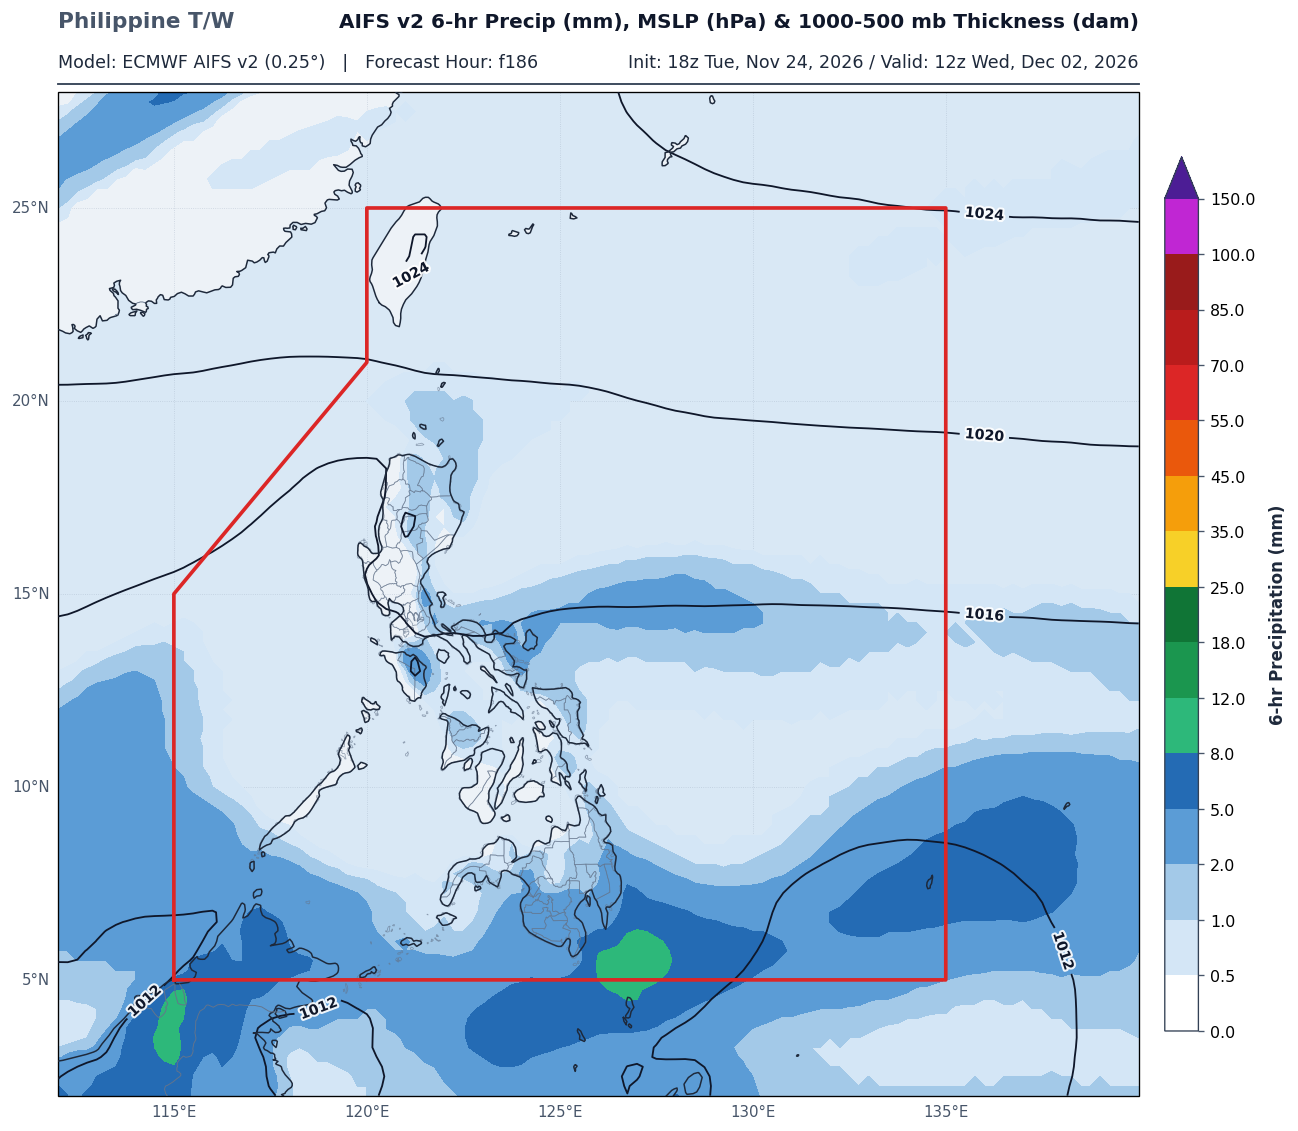 Philippine T/W
AIFS v2 6-hr Precip (mm), MSLP (hPa) & 1000-500 mb Thickness (dam)
Model: ECMWF AIFS v2 (0.25°)   |   Forecast Hour: f186
Init: 18z Tue, Nov 24, 2026 / Valid: 12z Wed, Dec 02, 2026
25°N
20°N
15°N
10°N
5°N
115°E
120°E
125°E
130°E
135°E
1024
1024
1020
1016
1012
1012
1012
150.0
100.0
85.0
70.0
55.0
45.0
35.0
25.0
18.0
12.0
8.0
5.0
2.0
1.0
0.5
0.0
6-hr Precipitation (mm)